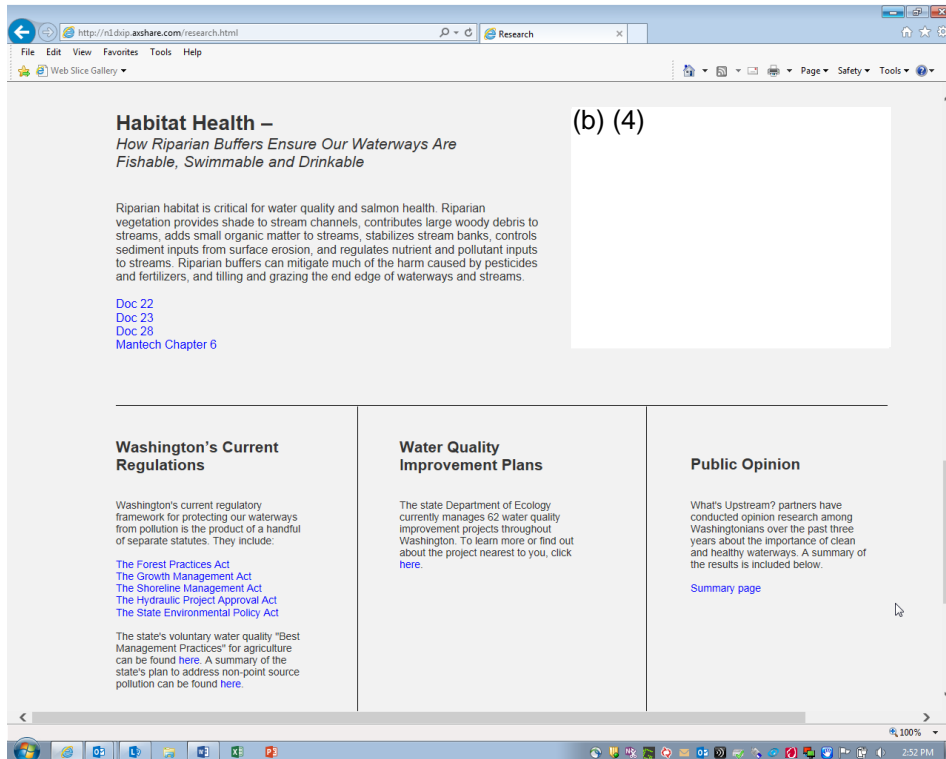 http://n1dxip.axshare.com/research.html
Research
File Edit View Favorites Tools Help
Web Slice Gallery
Page Safety Tools
Habitat Health –
How Riparian Buffers Ensure Our Waterways Are
Fishable, Swimmable and Drinkable
(b) (4)
Riparian habitat is critical for water quality and salmon health. Riparian
vegetation provides shade to stream channels, contributes large woody debris to
streams, adds small organic matter to streams, stabilizes stream banks, controls
sediment inputs from surface erosion, and regulates nutrient and pollutant inputs
to streams. Riparian buffers can mitigate much of the harm caused by pesticides
and fertilizers, and tilling and grazing the end edge of waterways and streams.
Doc 22
Doc 23
Doc 28
Mantech Chapter 6
Washington's Current
Regulations
Washington's current regulatory
framework for protecting our waterways
from pollution is the product of a handful
of separate statutes. They include:
The Forest Practices Act
The Growth Management Act
The Shoreline Management Act
The Hydraulic Project Approval Act
The State Environmental Policy Act
The state's voluntary water quality "Best
Management Practices" for agriculture
can be found here. A summary of the
state's plan to address non-point source
pollution can be found here.
Water Quality
Improvement Plans
The state Department of Ecology
currently manages 62 water quality
improvement projects throughout
Washington. To learn more or find out
about the project nearest to you, click
here.
Public Opinion
What's Upstream? partners have
conducted opinion research among
Washingtonians over the past three
years about the importance of clean
and healthy waterways. A summary of
the results is included below.
Summary page
100%
2:52 PM